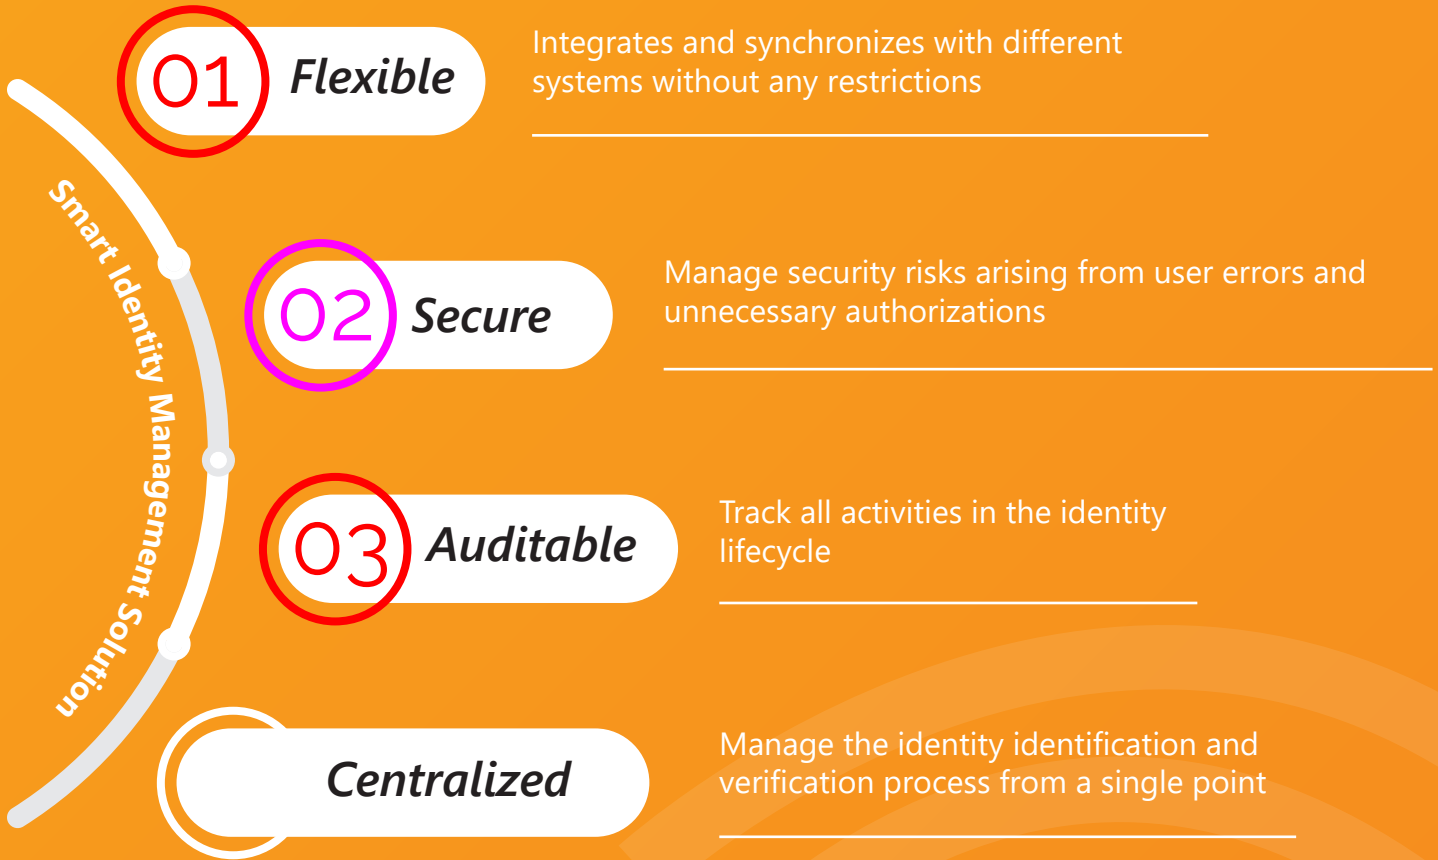 Smart Identity Management Solution
01
Flexible
Integrates and synchronizes with different
systems without any restrictions
02
Secure
Manage security risks arising from user errors and
unnecessary authorizations
03
Auditable
Track all activities in the identity
lifecycle
Centralized
Manage the identity identification and
verification process from a single point